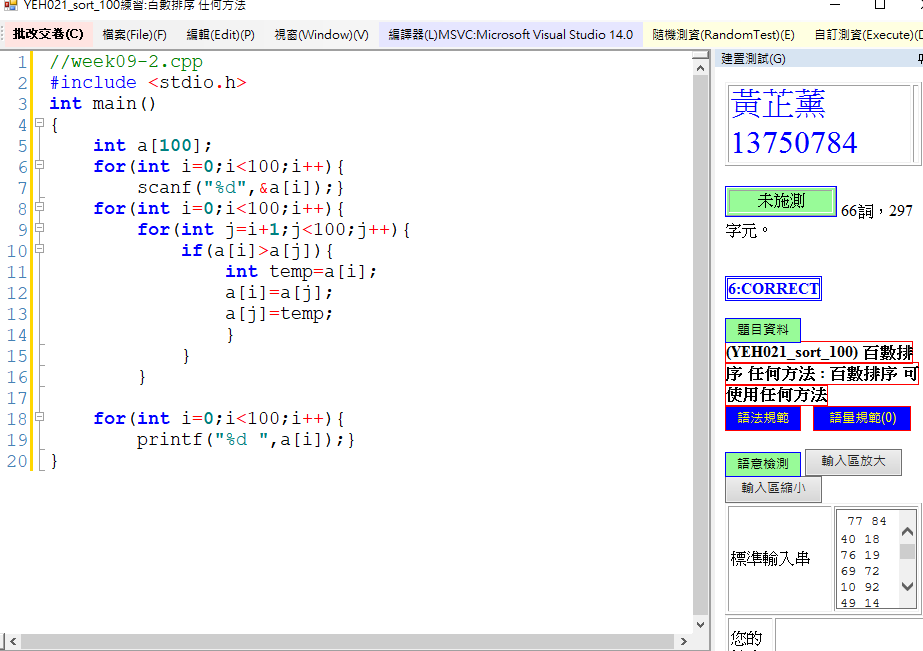 YEH021_sort_100練習:百數排序 任何方法
批改交卷(C) 檔案(File)(F) 編輯(Edit)(P) 視窗(Window)(V) 編譯器(L)MSVC:Microsoft Visual Studio 14.0 隨機測資(RandomTest)(E) 自訂測資(Execute)(D
建置測試(G)
1 //week09-2.cpp
2 #include <stdio.h>
3 int main()
4 {
5 int a[100];
6 for(int i=0;i<100;i++){
7 scanf("%d",&a[i]);}
8 for(int i=0;i<100;i++){
9 for(int j=i+1;j<100;j++){
10 if(a[i]>a[j]){
11 int temp=a[i];
12 a[i]=a[j];
13 a[j]=temp;
14 }
15 }
16 }
17
18 for(int i=0;i<100;i++){
19 printf("%d ",a[i]);}
20 }
黃芷薰
13750784
未施測 66詞，297
字元。
6:CORRECT
題目資料
(YEH021_sort_100) 百數排
序 任何方法 : 百數排序 可
使用任何方法
語法規範 語量規範(0)
語意檢測 輸入區放大
輸入區縮小
標準輸入串
77 84
40 18
76 19
69 72
10 92
49 14
您的